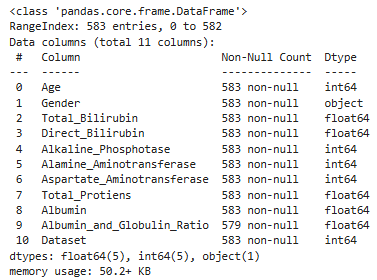 <class 'pandas.core.frame.DataFrame'>
RangeIndex: 583 entries, 0 to 582
Data columns (total 11 columns):
 #   Column                      Non-Null Count  Dtype
---  ------                      --------------  -----
 0   Age                         583 non-null    int64
 1   Gender                      583 non-null    object
 2   Total_Bilirubin             583 non-null    float64
 3   Direct_Bilirubin            583 non-null    float64
 4   Alkaline_Phosphotase        583 non-null    int64
 5   Alamine_Aminotransferase    583 non-null    int64
 6   Aspartate_Aminotransferase  583 non-null    int64
 7   Total_Protiens              583 non-null    float64
 8   Albumin                     583 non-null    float64
 9   Albumin_and_Globulin_Ratio  579 non-null    float64
 10  Dataset                     583 non-null    int64
dtypes: float64(5), int64(5), object(1)
memory usage: 50.2+ KB